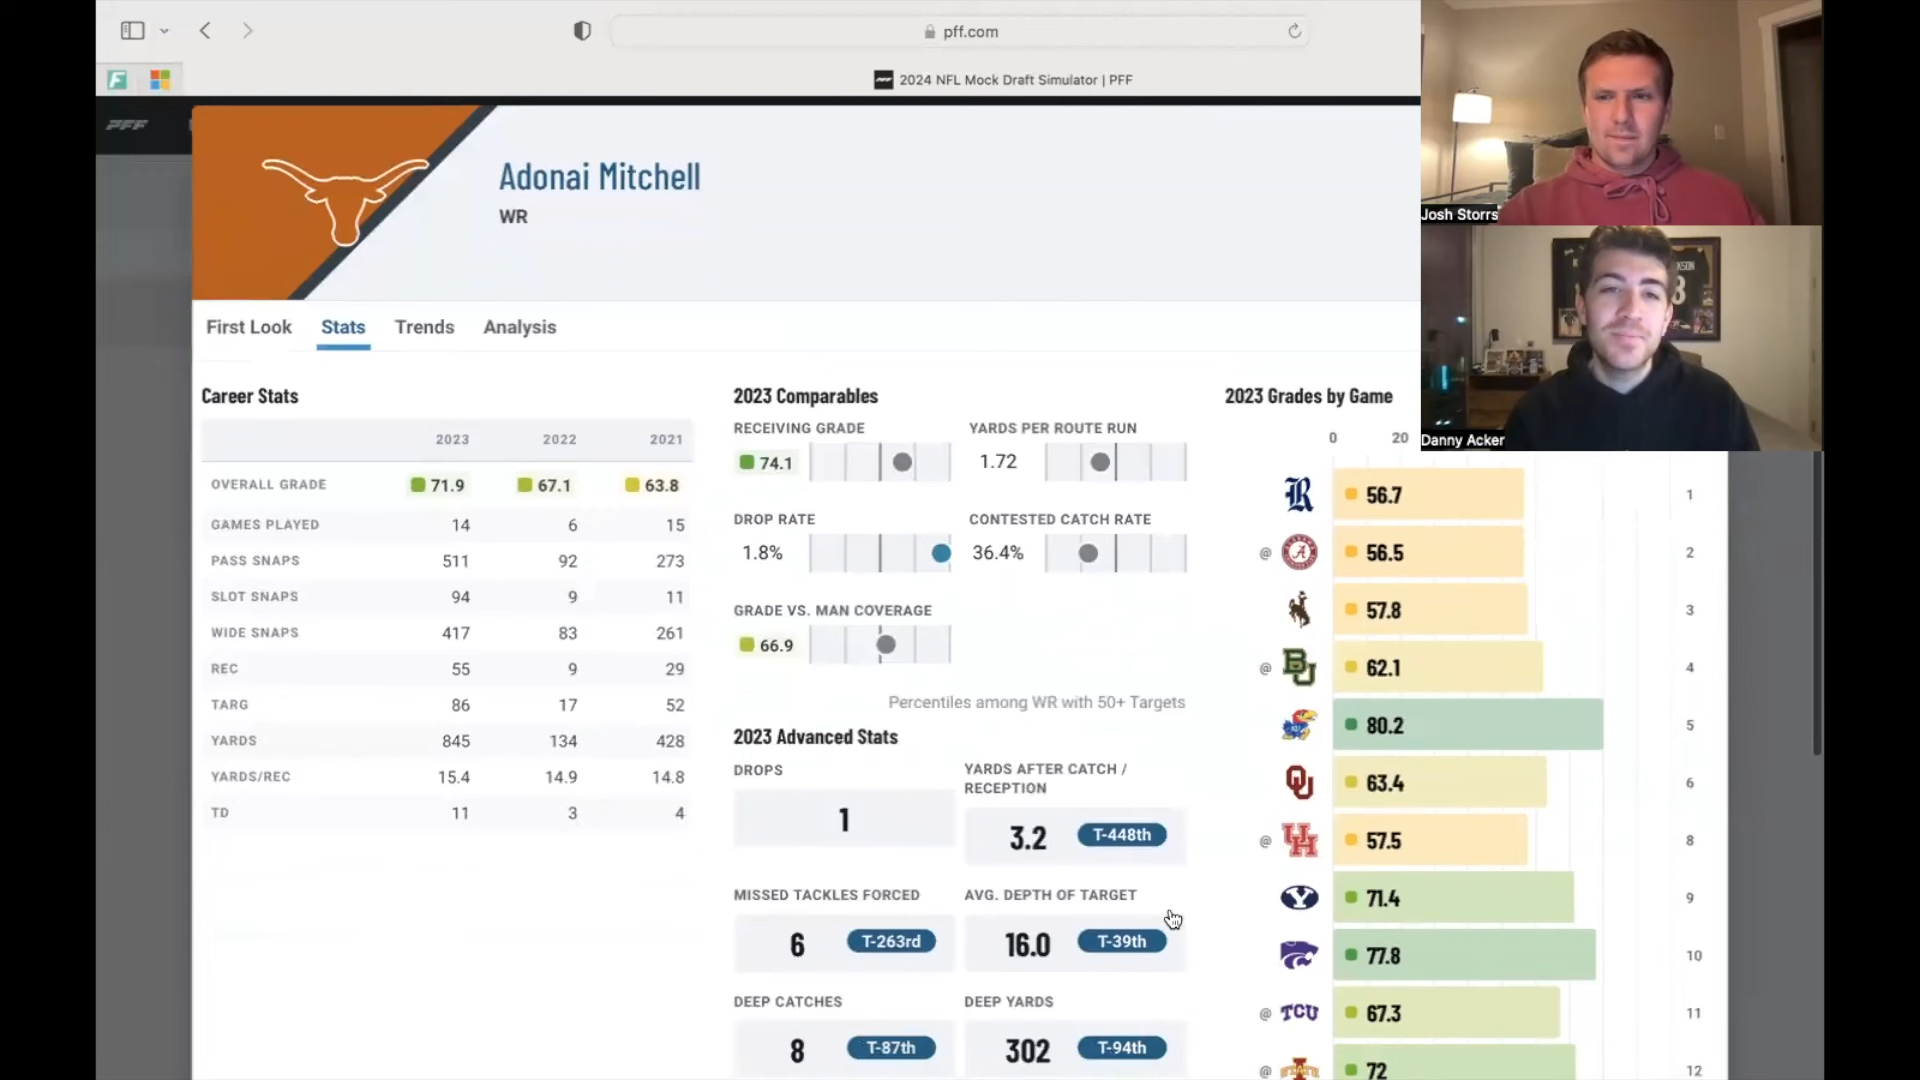 pff.com
2024 NFL Mock Draft Simulator | PFF
PFF
Adonai Mitchell
WR
Josh Storrs
Danny Acker
First Look Stats Trends Analysis
Career Stats
2023 2022 2021
OVERALL GRADE 71.9 67.1 63.8
GAMES PLAYED 14 6 15
PASS SNAPS 511 92 273
SLOT SNAPS 94 9 11
WIDE SNAPS 417 83 261
REC 55 9 29
TARG 86 17 52
YARDS 845 134 428
YARDS/REC 15.4 14.9 14.8
TD 11 3 4
2023 Comparables
RECEIVING GRADE YARDS PER ROUTE RUN
74.1 1.72
DROP RATE CONTESTED CATCH RATE
1.8% 36.4%
GRADE VS. MAN COVERAGE
66.9
Percentiles among WR with 50+ Targets
2023 Advanced Stats
DROPS
1
YARDS AFTER CATCH /
RECEPTION
3.2 T-448th
MISSED TACKLES FORCED AVG. DEPTH OF TARGET
6 T-263rd 16.0 T-39th
DEEP CATCHES DEEP YARDS
8 T-87th 302 T-94th
2023 Grades by Game
0 20
R 56.7 1
@ A 56.5 2
57.8 3
@ BU 62.1 4
KU 80.2 5
OU 63.4 6
@ UH 57.5 8
Y 71.4 9
77.8 10
@ TCU 67.3 11
@ 72 12